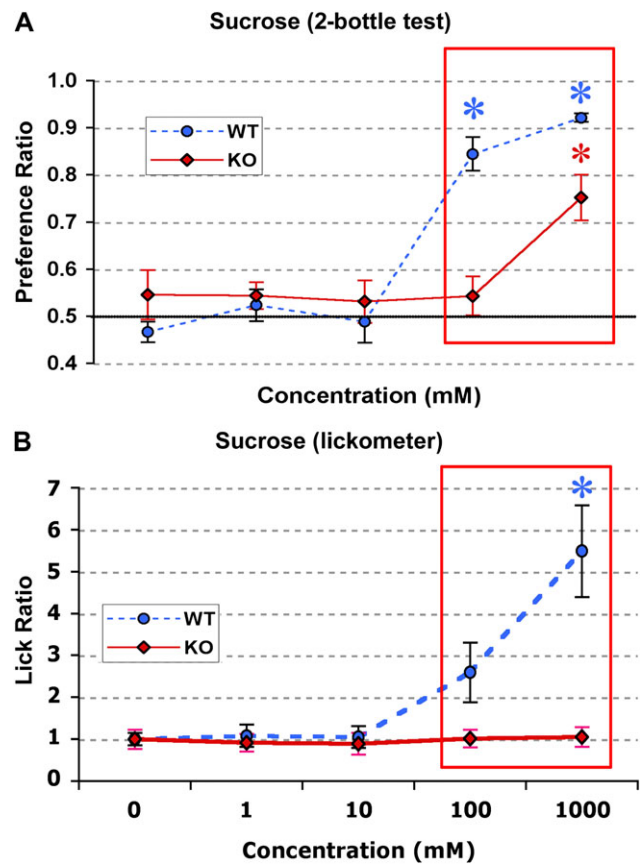 A
Sucrose (2-bottle test)
Preference Ratio
1.0
0.9
0.8
0.7
0.6
0.5
0.4
WT
KO
*
*
*
Concentration (mM)
B
Sucrose (lickometer)
Lick Ratio
7
6
5
4
3
2
1
0
WT
KO
*
0 1 10 100 1000
Concentration (mM)